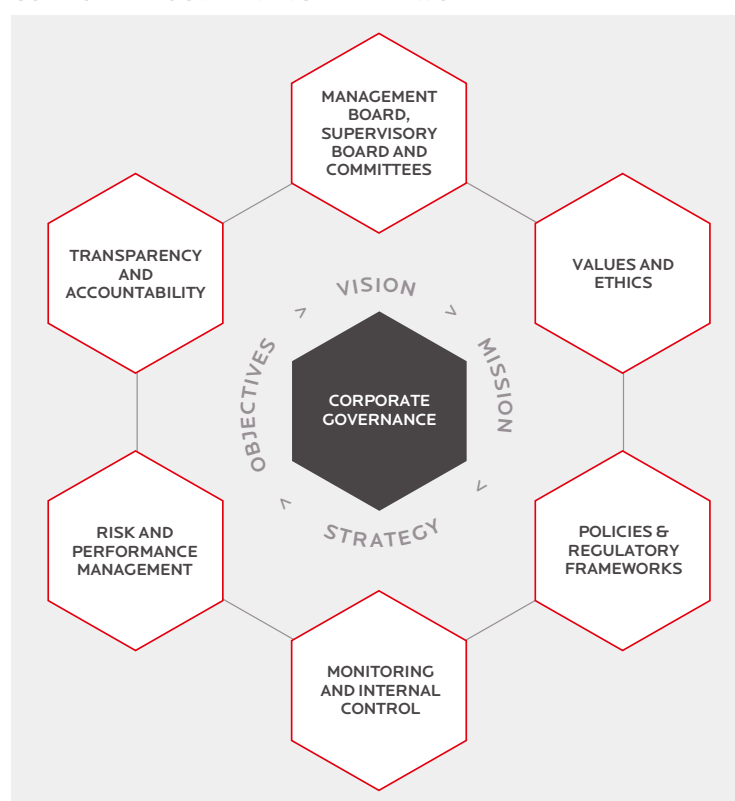 MANAGEMENT
BOARD,
SUPERVISORY
BOARD AND
COMMITTEES
TRANSPARENCY
AND
ACCOUNTABILITY
VALUES AND
ETHICS
VISION
MISSION
OBJECTIVES
CORPORATE
GOVERNANCE
STRATEGY
RISK AND
PERFORMANCE
MANAGEMENT
POLICIES &
REGULATORY
FRAMEWORKS
MONITORING
AND INTERNAL
CONTROL